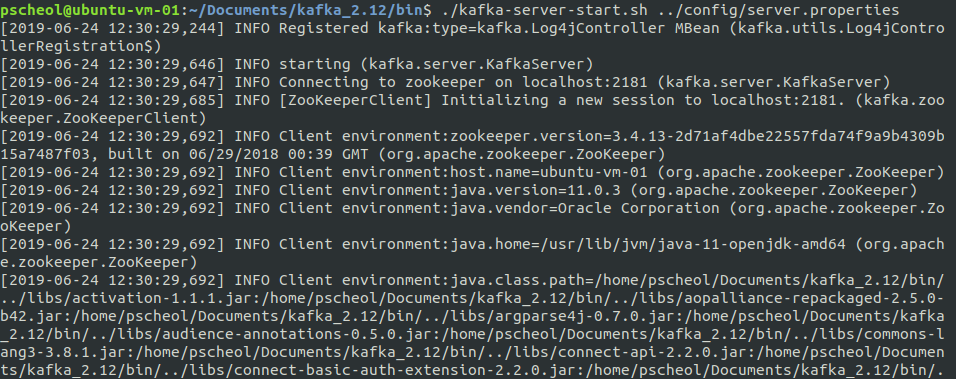 pscheol@ubuntu-vm-01:~/Documents/kafka_2.12/bin$ ./kafka-server-start.sh ../config/server.properties
[2019-06-24 12:30:29,244] INFO Registered kafka:type=kafka.Log4jController MBean (kafka.utils.Log4jContro
llerRegistration$)
[2019-06-24 12:30:29,646] INFO starting (kafka.server.KafkaServer)
[2019-06-24 12:30:29,647] INFO Connecting to zookeeper on localhost:2181 (kafka.server.KafkaServer)
[2019-06-24 12:30:29,685] INFO [ZooKeeperClient] Initializing a new session to localhost:2181. (kafka.zoo
keeper.ZooKeeperClient)
[2019-06-24 12:30:29,692] INFO Client environment:zookeeper.version=3.4.13-2d71af4dbe22557fda74f9a9b4309b
15a7487f03, built on 06/29/2018 00:39 GMT (org.apache.zookeeper.ZooKeeper)
[2019-06-24 12:30:29,692] INFO Client environment:host.name=ubuntu-vm-01 (org.apache.zookeeper.ZooKeeper)
[2019-06-24 12:30:29,692] INFO Client environment:java.version=11.0.3 (org.apache.zookeeper.ZooKeeper)
[2019-06-24 12:30:29,692] INFO Client environment:java.vendor=Oracle Corporation (org.apache.zookeeper.Zo
oKeeper)
[2019-06-24 12:30:29,692] INFO Client environment:java.home=/usr/lib/jvm/java-11-openjdk-amd64 (org.apach
e.zookeeper.ZooKeeper)
[2019-06-24 12:30:29,692] INFO Client environment:java.class.path=/home/pscheol/Documents/kafka_2.12/bin/
../libs/activation-1.1.1.jar:/home/pscheol/Documents/kafka_2.12/bin/../libs/aopalliance-repackaged-2.5.0-
b42.jar:/home/pscheol/Documents/kafka_2.12/bin/../libs/argparse4j-0.7.0.jar:/home/pscheol/Documents/kafka
_2.12/bin/../libs/audience-annotations-0.5.0.jar:/home/pscheol/Documents/kafka_2.12/bin/../libs/commons-l
ang3-3.8.1.jar:/home/pscheol/Documents/kafka_2.12/bin/../libs/connect-api-2.2.0.jar:/home/pscheol/Documen
ts/kafka_2.12/bin/../libs/connect-basic-auth-extension-2.2.0.jar:/home/pscheol/Documents/kafka_2.12/bin/.